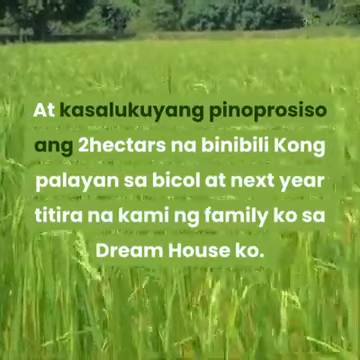 At kasalukuyang pinoprosiso
ang 2hectars na binibili Kong
palayan sa bicol at next year
titira na kami ng family ko sa
Dream House ko.